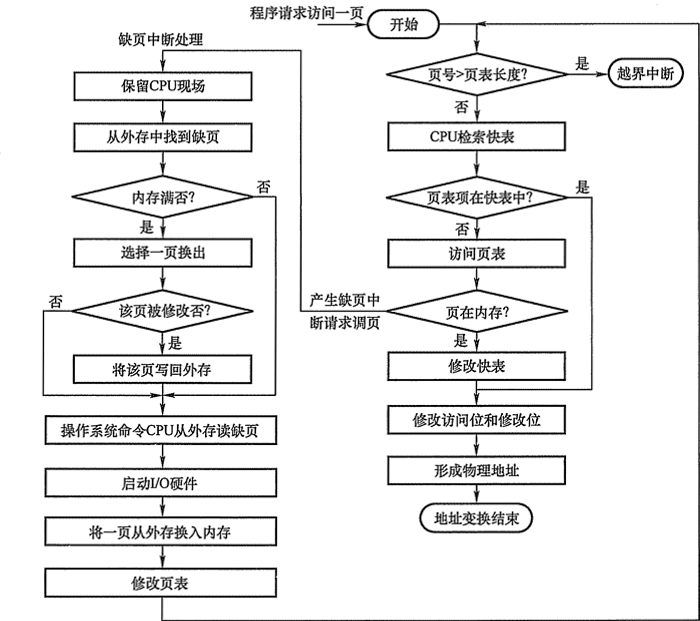 程序请求访问一页
开始
页号>页表长度?
是
越界中断
否
CPU检索快表
页表项在快表中?
是
否
访问页表
页在内存?
产生缺页中
断请求调页
是
修改快表
修改访问位和修改位
形成物理地址
地址变换结束
缺页中断处理
保留CPU现场
从外存中找到缺页
内存满否?
否
是
选择一页换出
该页被修改否?
否
是
将该页写回外存
操作系统命令CPU从外存读缺页
启动I/O硬件
将一页从外存换入内存
修改页表